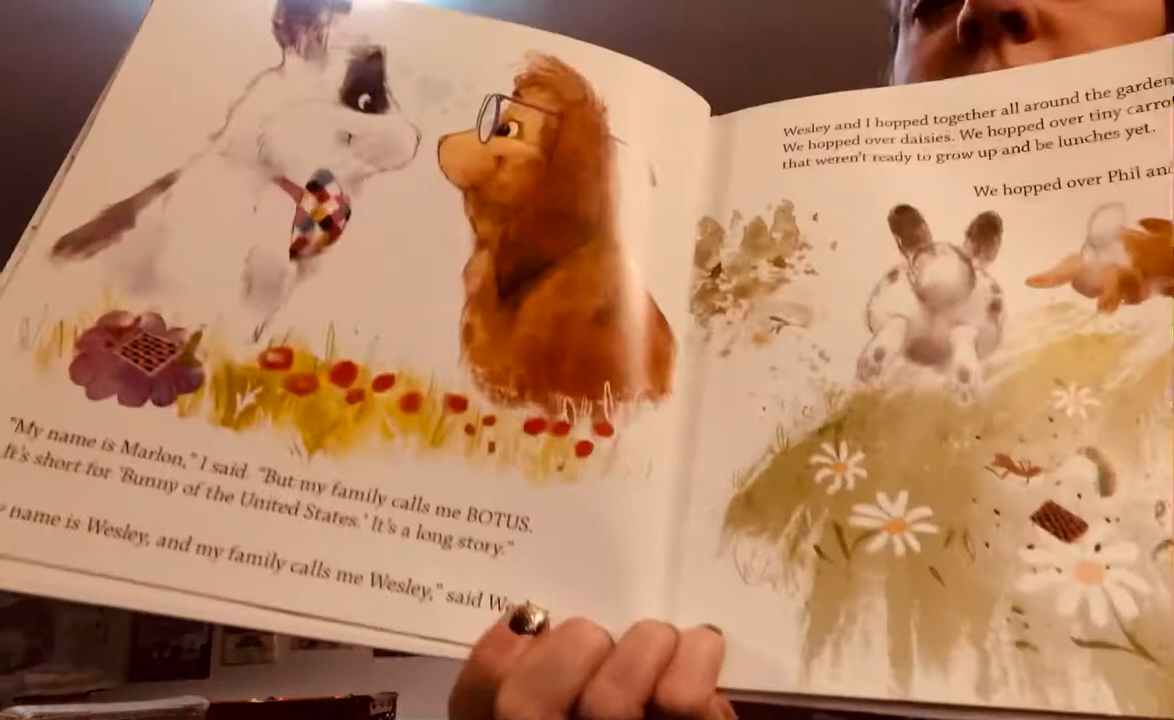 "My name is Marlon," I said. "But my family calls me BOTUS.
It's short for 'Bunny of the United States.' It's a long story."
name is Wesley, and my family calls me Wesley," said
Wesley and I hopped together all around the garden
We hopped over daisies. We hopped over tiny
that weren't ready to grow up and be lunches yet.
We hopped over Phil